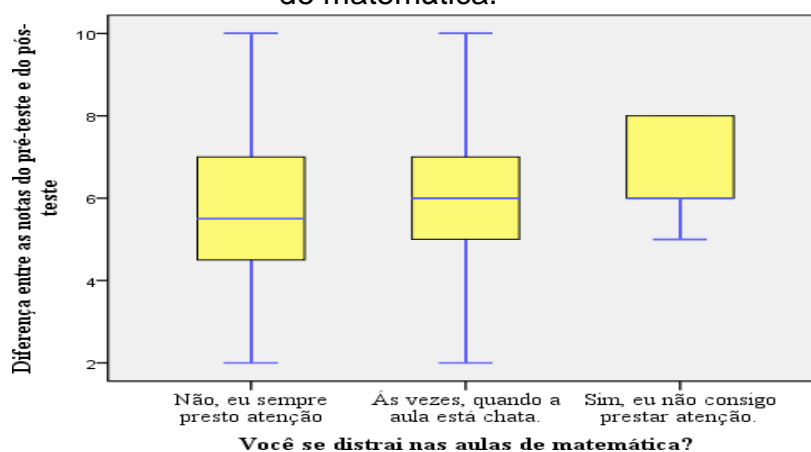 de matemática.
Diferença entre as notas do pré-teste e do pós-
teste
10
8
6
4
2
Não, eu sempre
presto atenção
Ás vezes, quando a
aula está chata.
Sim, eu não consigo
prestar atenção.
Você se distrai nas aulas de matemática?